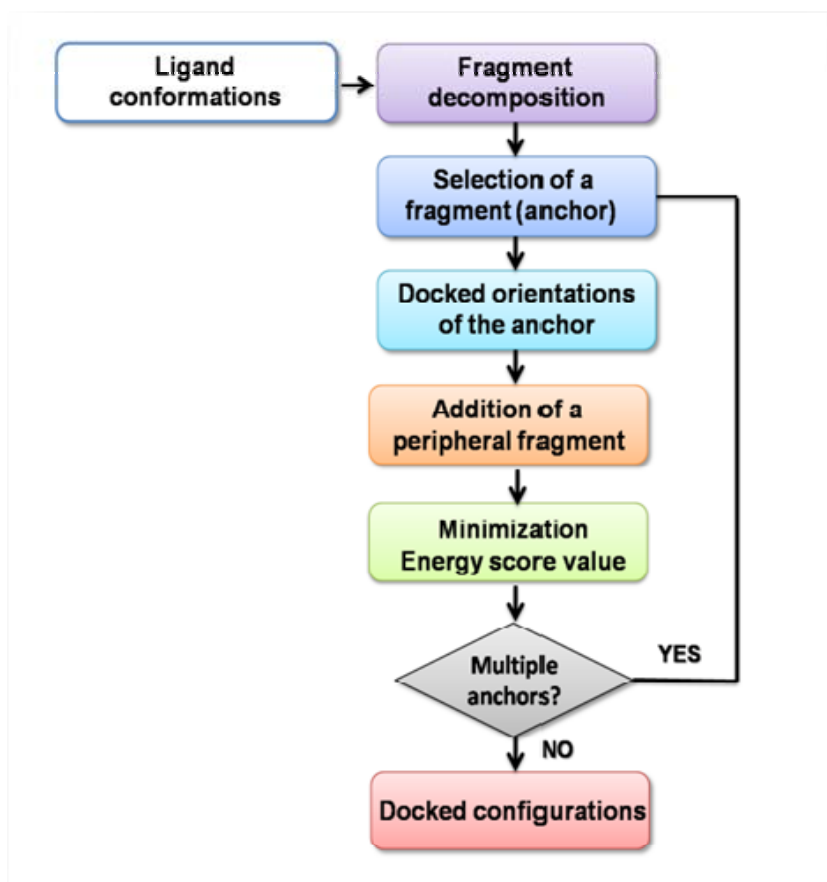 Ligand
conformations
Fragment
decomposition
Selection of a
fragment (anchor)
Docked orientations
of the anchor
Addition of a
peripheral fragment
Minimization
Energy score value
Multiple
anchors?
YES
NO
Docked configurations